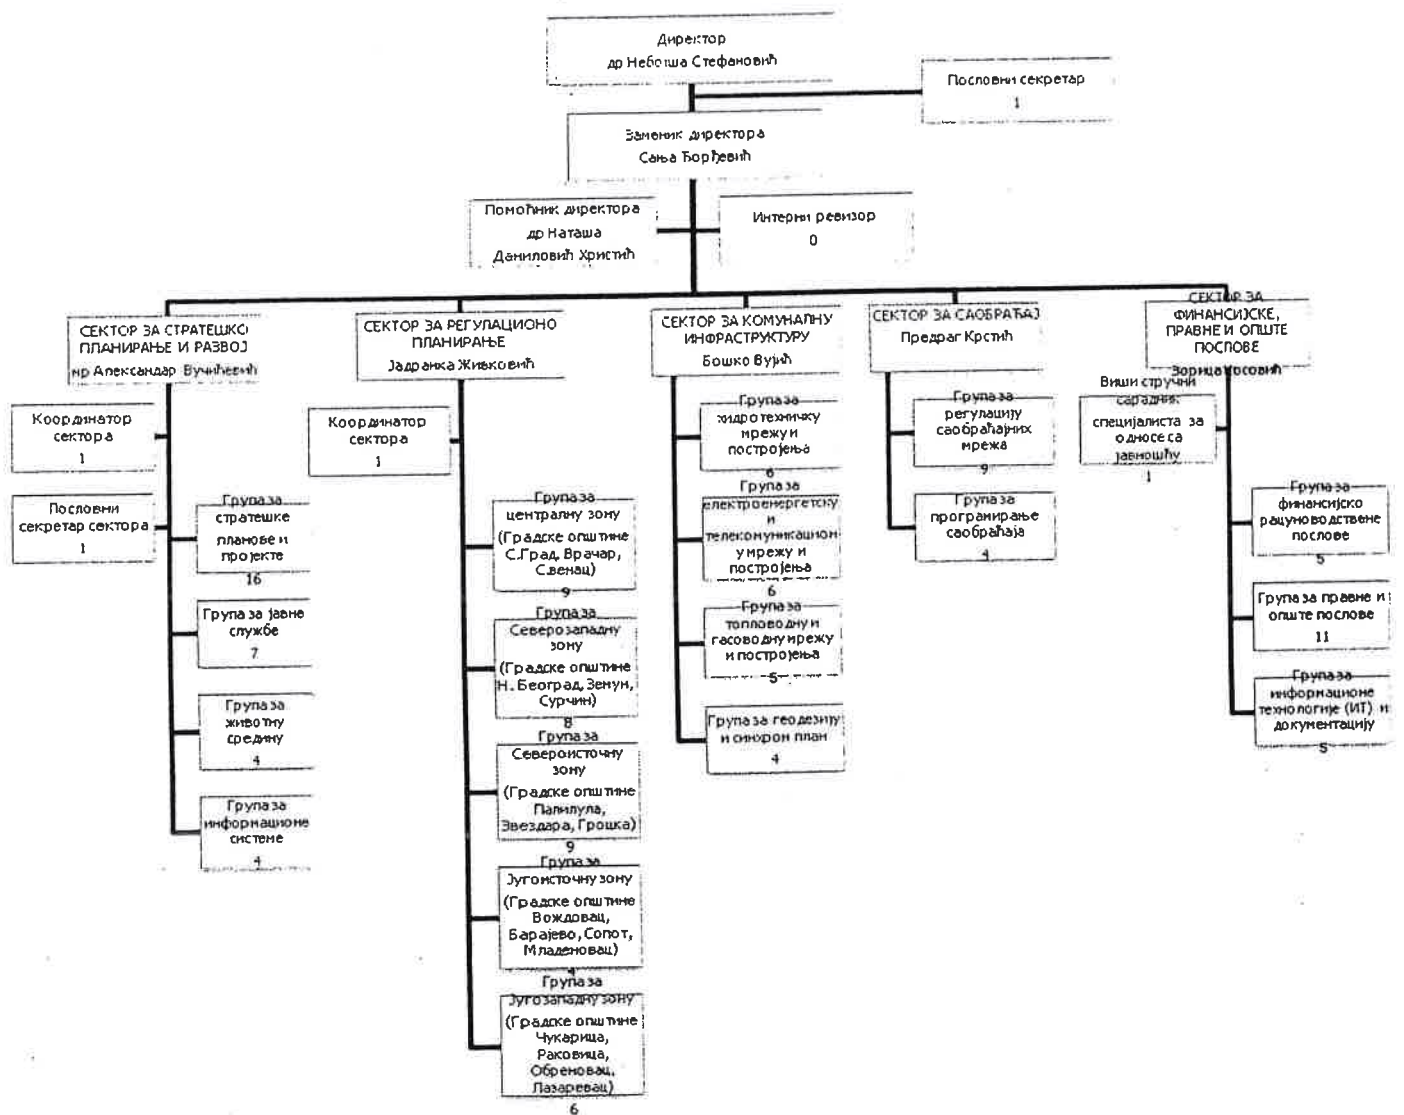 Директор
др Небојша Стефановић
Пословни секретар
1
Заменик директора
Сања Ђорђевић
Помоћник директора
др Наташа
Даниловић Христић
Интерни ревизор
0
СЕКТОР ЗА СТРАТЕШКО
ПЛАНИРАЊЕ И РАЗВОЈ
мр Александар Вучићевић
Координатор
сектора
1
Пословни
секретар сектора
1
Група за
стратешке
планове и
пројекте
16
Група за јавне
службе
7
Група за
животну
средину
4
Група за
информационе
системе
4
СЕКТОР ЗА РЕГУЛАЦИОНО
ПЛАНИРАЊЕ
Јадранка Живковић
Координатор
сектора
1
Група за
централну зону
(Градске општине
С.Град, Врачар,
С.венац)
9
Група за
Северозападну
зону
(Градске општине
Н. Београд, Земун,
Сурчин)
8
Група за
Североисточну
зону
(Градске општине
Палилула,
Звездара, Гроцка)
9
Група за
Југоисточну зону
(Градске општине
Вождовац,
Барајево, Сопот,
Младеновац)
4
Група за
Југозападну зону
(Градске општине
Чукарица,
Раковица,
Обреновац,
Лазаревац)
6
СЕКТОР ЗА КОМУНАЛНУ
ИНФРАСТРУКТУРУ
Бошко Вујић
Група за
хидротехничку
мрежу и
постројења
6
Група за
електроенергетску
и
телекомуникацион
у мрежу и
постројења
6
Група за
топловодну и
гасоводну мрежу
и постројења
5
Група за геодезију
и синхрон план
4
СЕКТОР ЗА САОБРАЋАЈ
Предраг Крстић
Група за
регулацију
саобраћајних
мрежа
9
Група за
програмирање
саобраћаја
4
СЕКТОР ЗА
ФИНАНСИЈСКЕ,
ПРАВНЕ И ОПШТЕ
ПОСЛОВЕ
Зорица
Виши стручни
сарадник
специјалиста за
односе са
јавношћу
1
Група за
финансијско
рачуноводствене
послове
5
Група за правне и
опште послове
11
Група за
информационе
технологије (ИТ) и
документацију
5